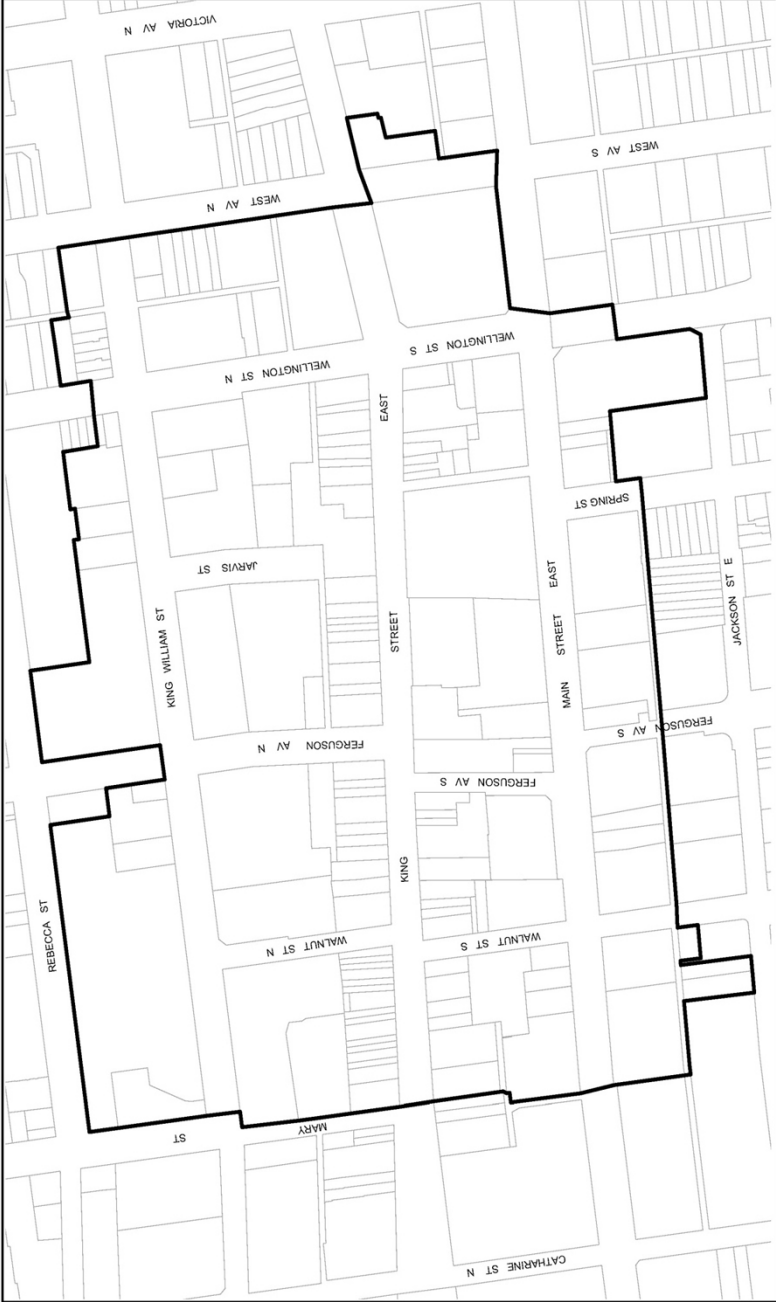 VICTORIA AV N
WEST AV N
WEST AV S
WELLINGTON ST N
WELLINGTON ST S
EAST
SPRING ST
JARVIS ST
KING WILLIAM ST
STREET
MAIN STREET EAST
JACKSON ST E
FERGUSON AV N
FERGUSON AV S
FERGUSON AV S
KING
REBECCA ST
WALNUT ST N
WALNUT ST S
ST
MARY
CATHARINE ST N